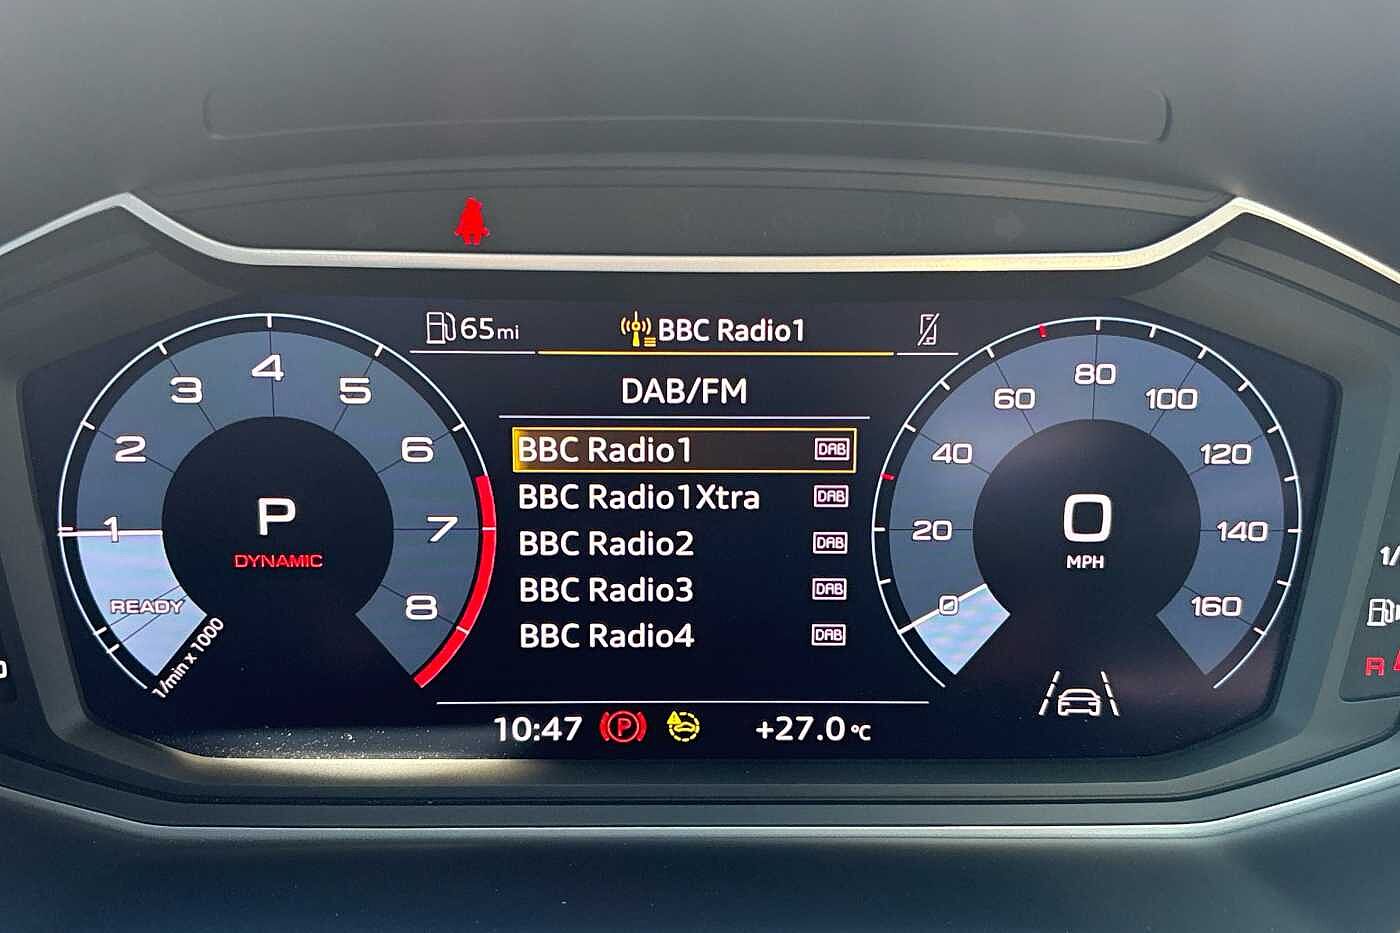 65mi
BBC Radio1
DAB/FM
BBC Radio1 DAB
BBC Radio1Xtra DAB
BBC Radio2 DAB
BBC Radio3 DAB
BBC Radio4 DAB
10:47
P
+27.0 °C
1
2
3
4
5
6
7
8
P
DYNAMIC
READY
1/min x 1000
0
20
40
60
80
100
120
140
160
0
MPH
0
1/
R